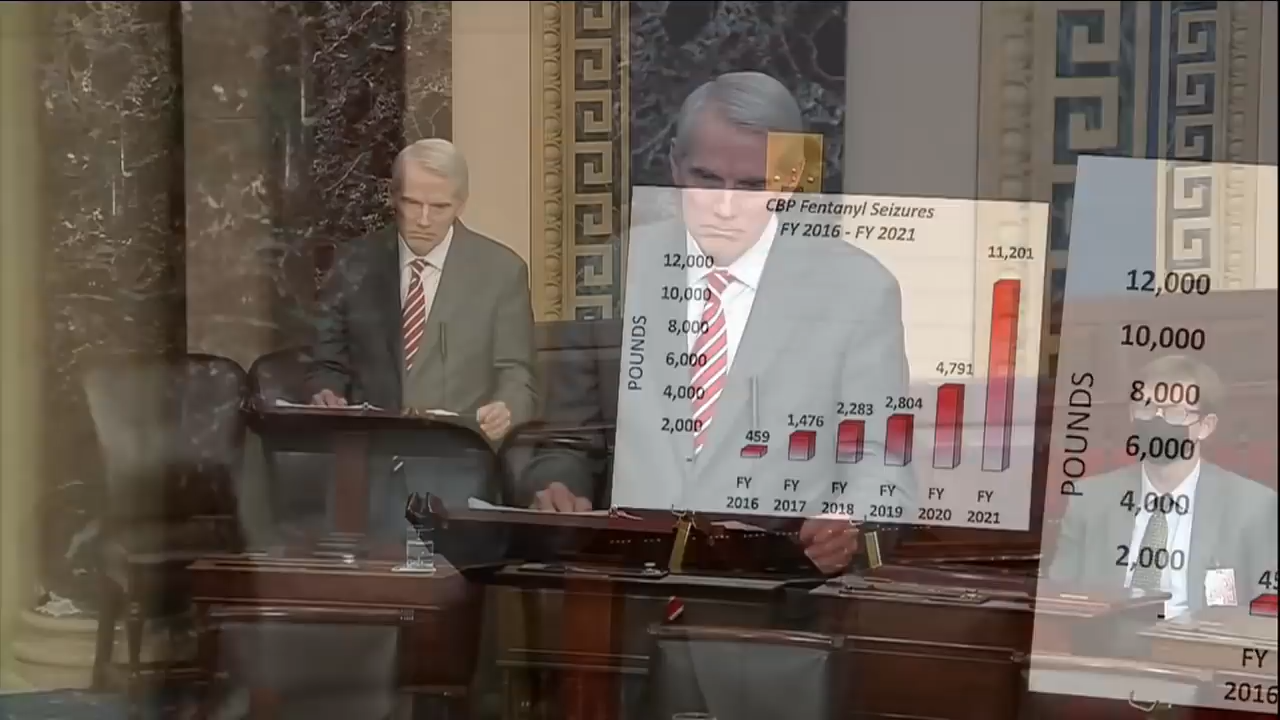 CBP Fentanyl Seizures
FY 2016 - FY 2021
POUNDS
12,000
10,000
8,000
6,000
4,000
2,000
-
459
1,476
2,283
2,804
4,791
11,201
FY 2016
FY 2017
FY 2018
FY 2019
FY 2020
FY 2021
POUNDS
12,000
10,000
8,000
6,000
4,000
2,000
-
FY
2016